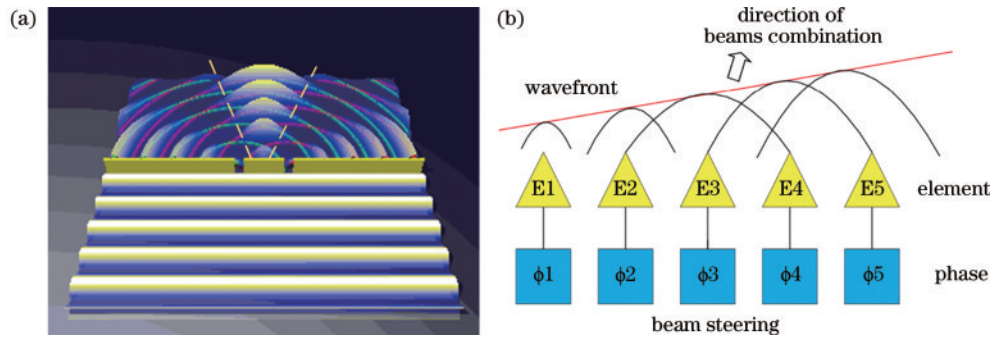 (a)
(b)
direction of
beams combination
wavefront
E1 E2 E3 E4 E5 element
ϕ1 ϕ2 ϕ3 ϕ4 ϕ5 phase
beam steering